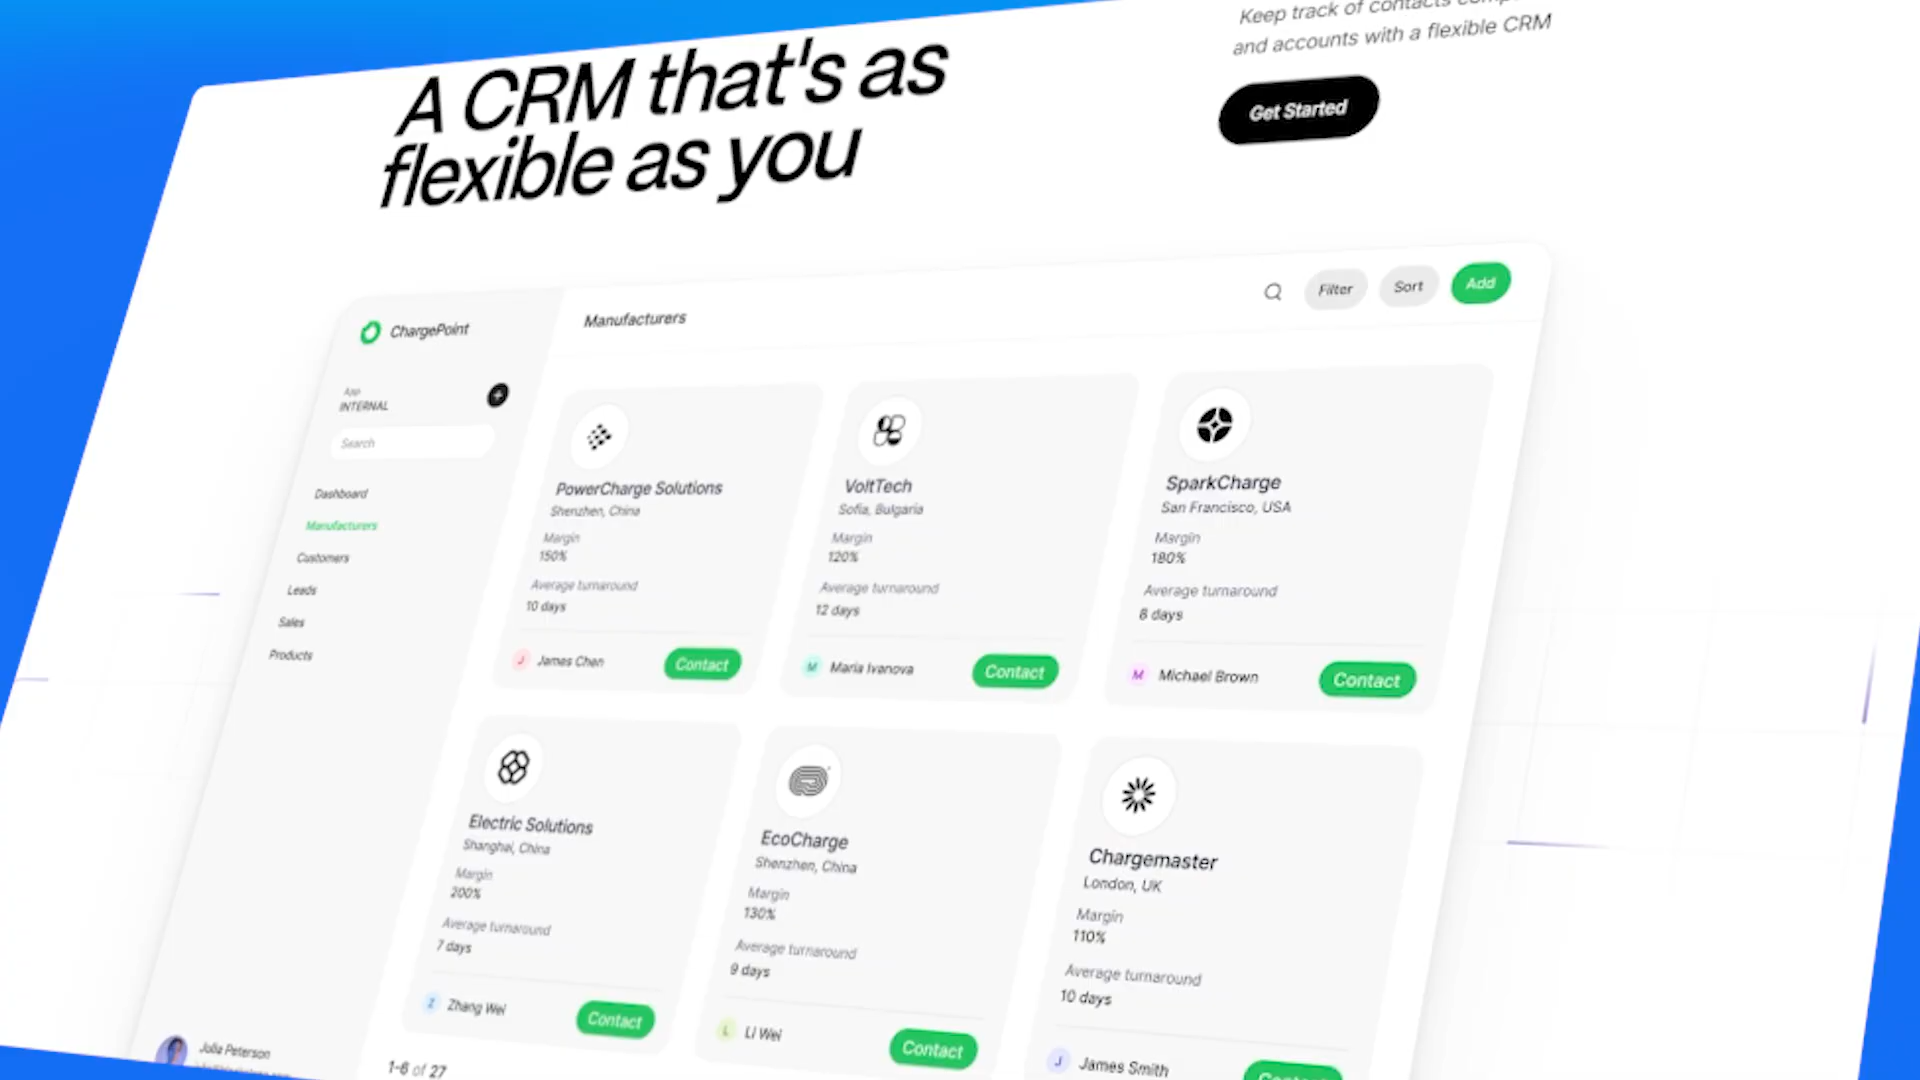 A CRM that's as
flexible as you
Keep track of contacts
and accounts with a flexible CRM
Get Started
ChargePoint
App
INTERNAL
Search
Dashboard
Manufacturers
Customers
Leads
Sales
Products
Julia Peterson
Manufacturers
Filter
Sort
Add
PowerCharge Solutions
Shenzhen, China
Margin
150%
Average turnaround
10 days
J
James Chen
Contact
VoltTech
Sofia, Bulgaria
Margin
120%
Average turnaround
12 days
M
Maria Ivanova
Contact
SparkCharge
San Francisco, USA
Margin
180%
Average turnaround
8 days
M
Michael Brown
Contact
Electric Solutions
Shanghai, China
Margin
200%
Average turnaround
7 days
Z
Zhang Wei
Contact
EcoCharge
Shenzhen, China
Margin
130%
Average turnaround
9 days
L
Li Wei
Contact
Chargemaster
London, UK
Margin
110%
Average turnaround
10 days
J
James Smith
Contact
1-6 of 27